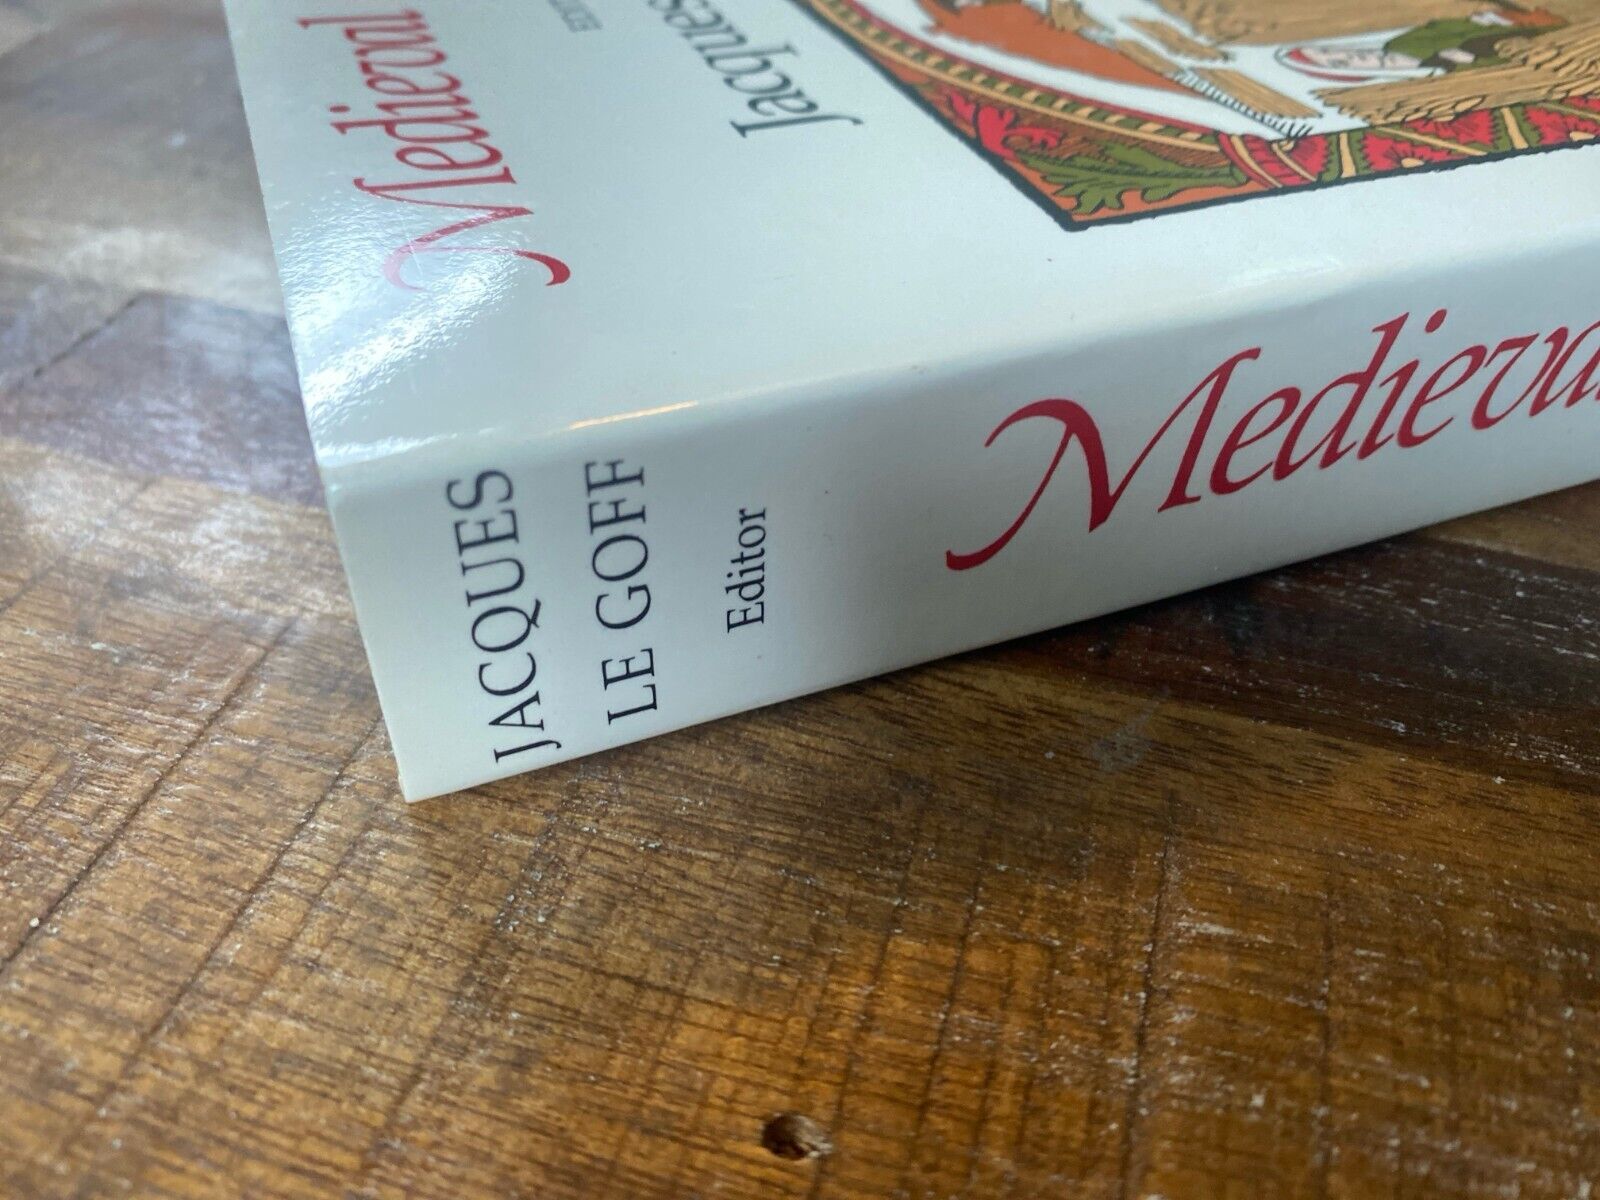 Medieval
Jacques
JACQUES
LE GOFF
Editor
Medieval